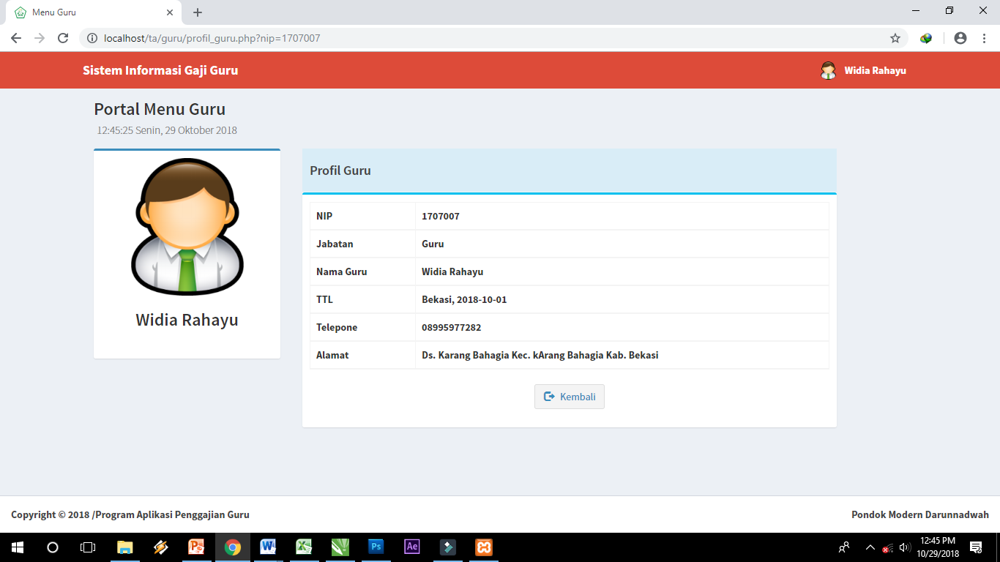 Menu Guru
localhost/ta/guru/profil_guru.php?nip=1707007
Sistem Informasi Gaji Guru
Widia Rahayu
Portal Menu Guru
12:45:25 Senin, 29 Oktober 2018
Widia Rahayu
Profil Guru
NIP 1707007
Jabatan Guru
Nama Guru Widia Rahayu
TTL Bekasi, 2018-10-01
Telepone 08995977282
Alamat Ds. Karang Bahagia Kec. kArang Bahagia Kab. Bekasi
Kembali
Copyright © 2018 /Program Aplikasi Penggajian Guru
Pondok Modern Darunnadwah
Ps
Ae
12:45 PM
10/29/2018